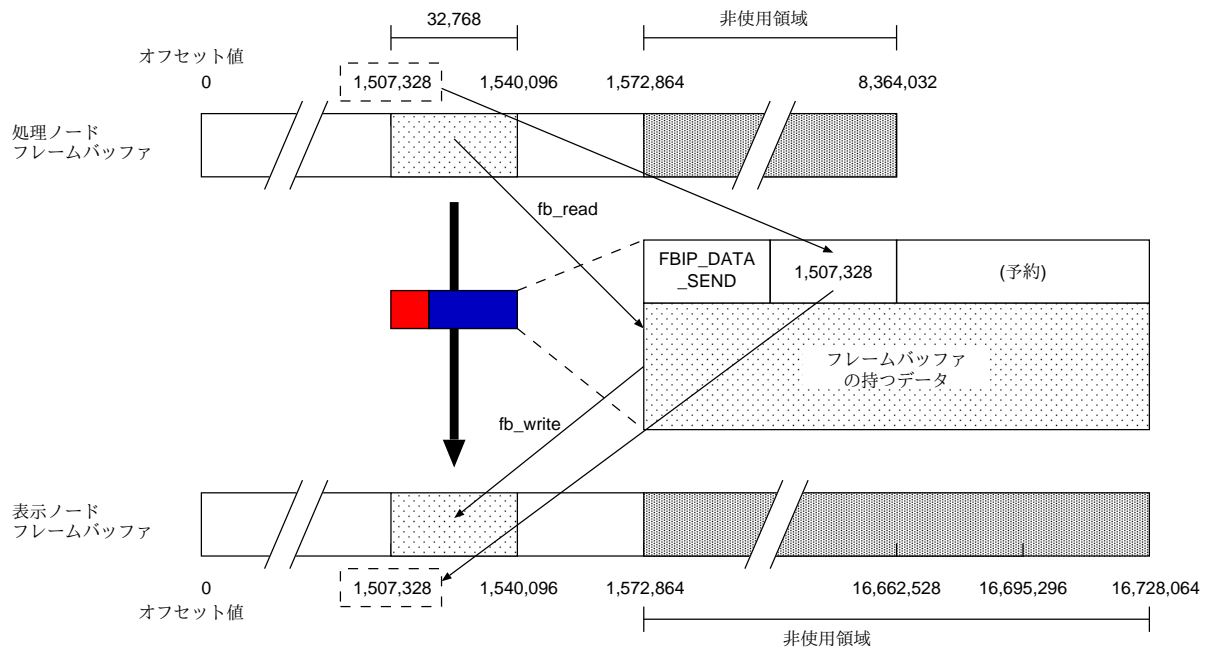 32,768
非使用領域
オフセット値
0
1,507,328
1,540,096
1,572,864
8,364,032
処理ノード
フレームバッファ
fb_read
FBIP_DATA
_SEND
1,507,328
(予約)
フレームバッファ
の持つデータ
fb_write
表示ノード
フレームバッファ
0
1,507,328
1,540,096
1,572,864
16,662,528
16,695,296
16,728,064
オフセット値
非使用領域